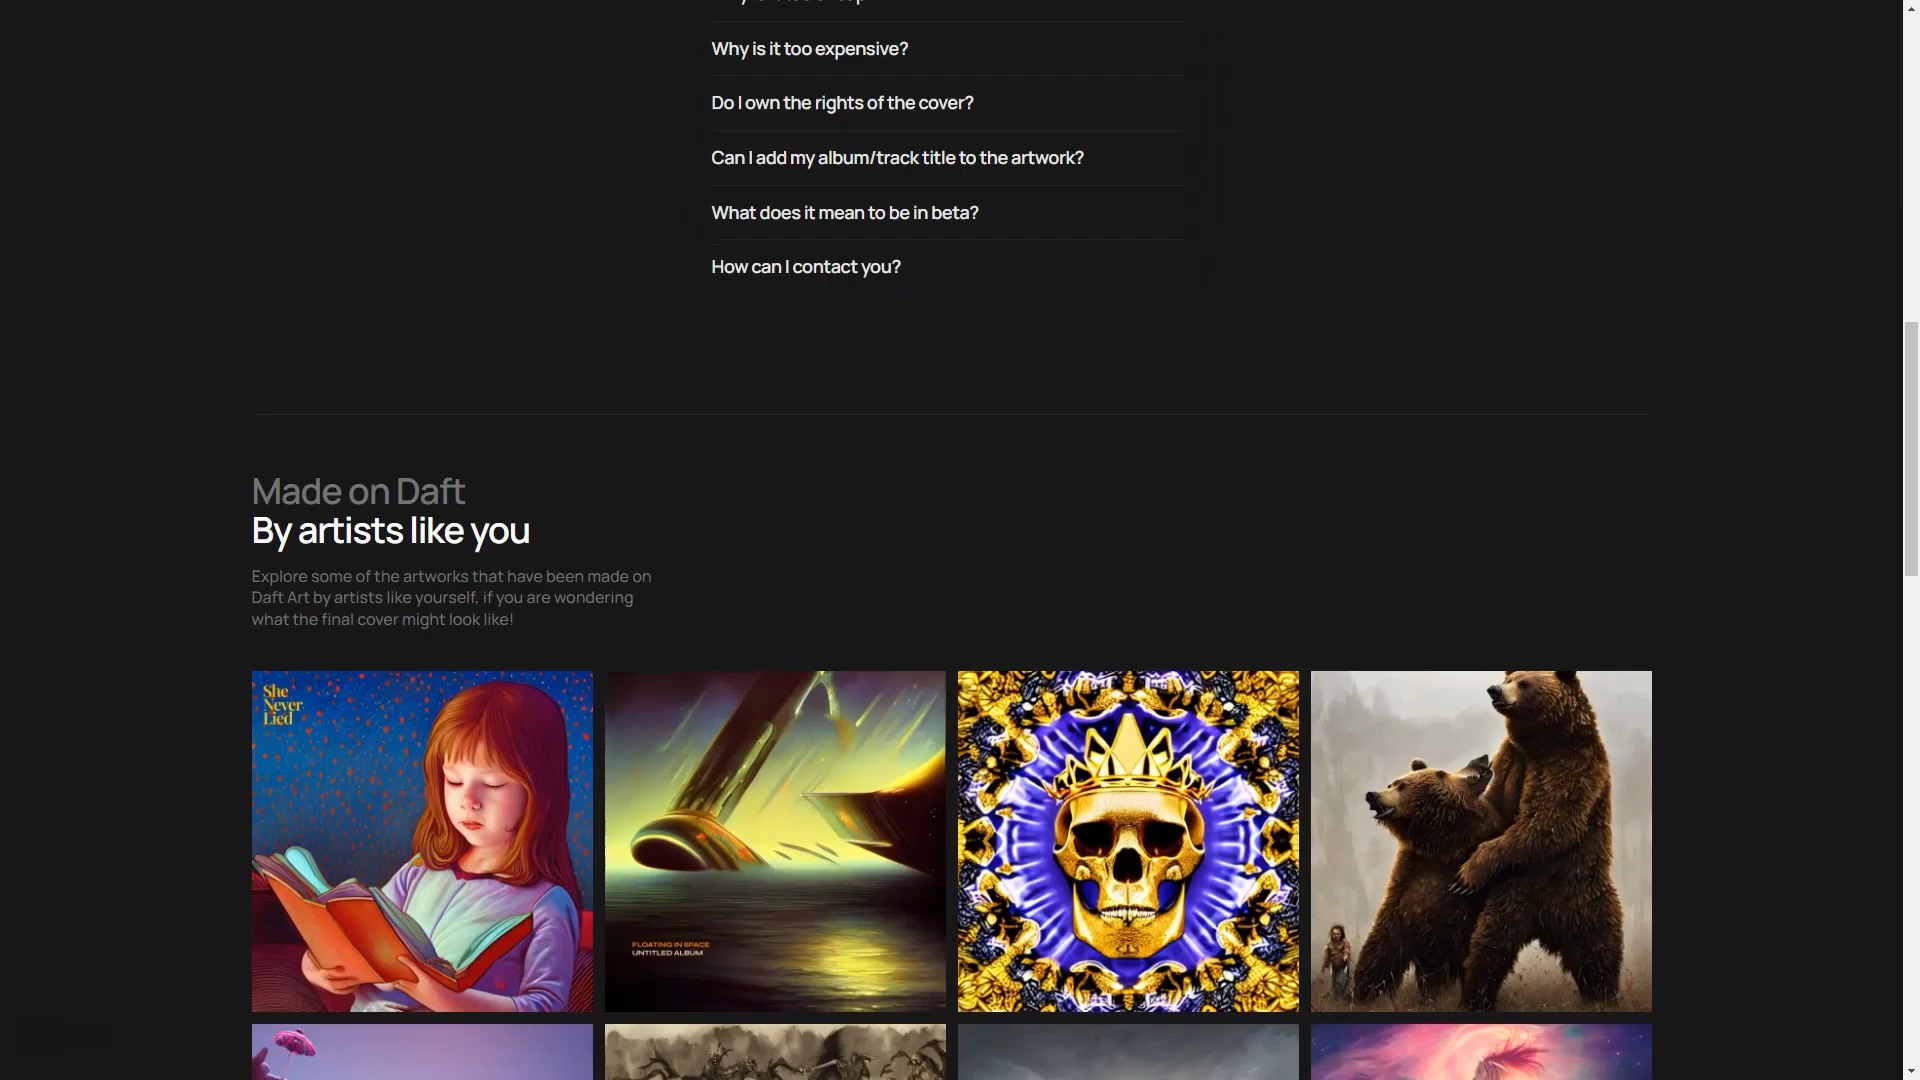 Why is it too expensive?
Do I own the rights of the cover?
Can I add my album/track title to the artwork?
What does it mean to be in beta?
How can I contact you?
Made on Daft
By artists like you
Explore some of the artworks that have been made on
Daft Art by artists like yourself, if you are wondering
what the final cover might look like!
She
Never
Lied
FLOATING IN SPACE
UNTITLED ALBUM